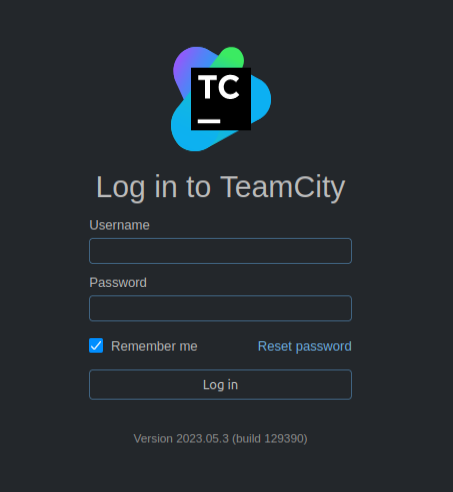 TC
Log in to TeamCity
Username
Password
Remember me Reset password
Log in
Version 2023.05.3 (build 129390)